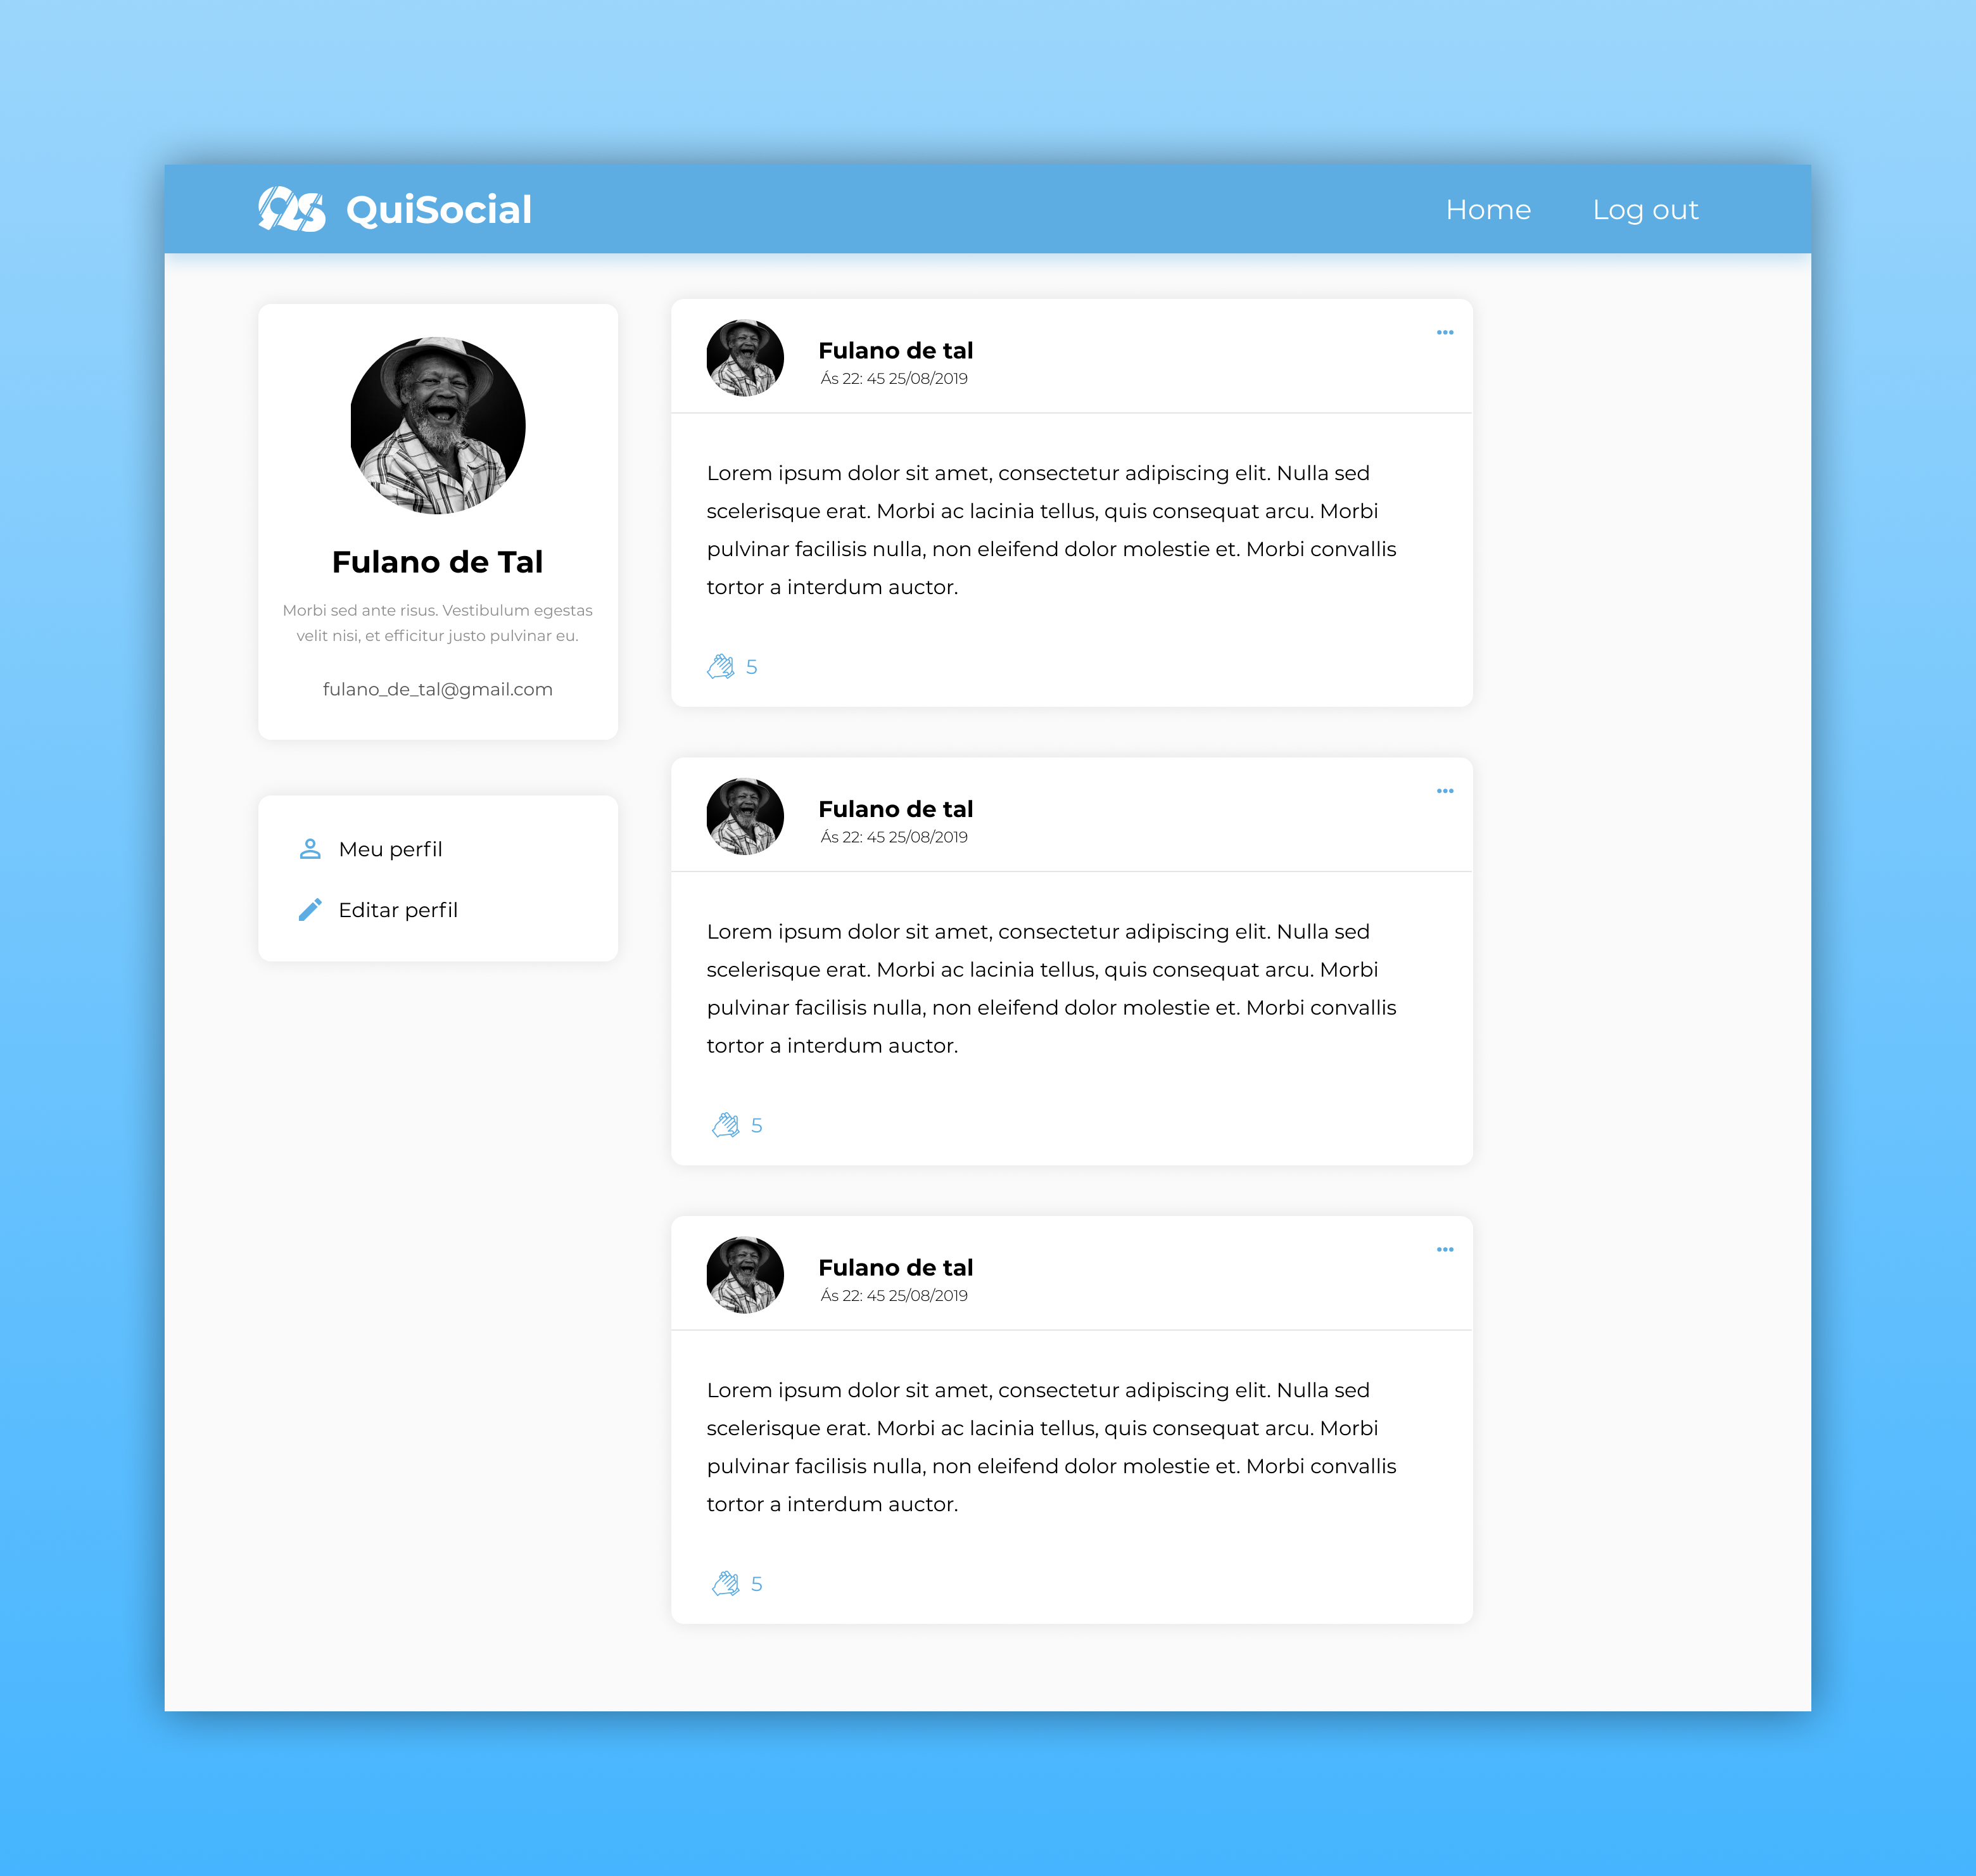 QS QuiSocial
Home
Log out
Fulano de Tal
Morbi sed ante risus. Vestibulum egestas
velit nisi, et efficitur justo pulvinar eu.
fulano_de_tal@gmail.com
Meu perfil
Editar perfil
Fulano de tal
Ás 22: 45 25/08/2019
Lorem ipsum dolor sit amet, consectetur adipiscing elit. Nulla sed
scelerisque erat. Morbi ac lacinia tellus, quis consequat arcu. Morbi
pulvinar facilisis nulla, non eleifend dolor molestie et. Morbi convallis
tortor a interdum auctor.
5
Fulano de tal
Ás 22: 45 25/08/2019
Lorem ipsum dolor sit amet, consectetur adipiscing elit. Nulla sed
scelerisque erat. Morbi ac lacinia tellus, quis consequat arcu. Morbi
pulvinar facilisis nulla, non eleifend dolor molestie et. Morbi convallis
tortor a interdum auctor.
5
Fulano de tal
Ás 22: 45 25/08/2019
Lorem ipsum dolor sit amet, consectetur adipiscing elit. Nulla sed
scelerisque erat. Morbi ac lacinia tellus, quis consequat arcu. Morbi
pulvinar facilisis nulla, non eleifend dolor molestie et. Morbi convallis
tortor a interdum auctor.
5